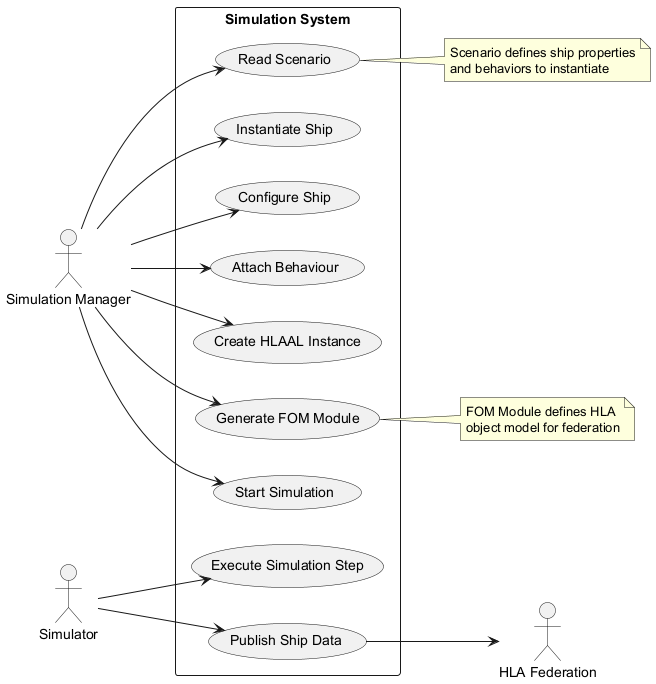 Simulation System
Read Scenario
Scenario defines ship properties
and behaviors to instantiate
Instantiate Ship
Configure Ship
Simulation Manager
Attach Behaviour
Create HLAAL Instance
Generate FOM Module
FOM Module defines HLA
object model for federation
Start Simulation
Execute Simulation Step
Simulator
Publish Ship Data
HLA Federation